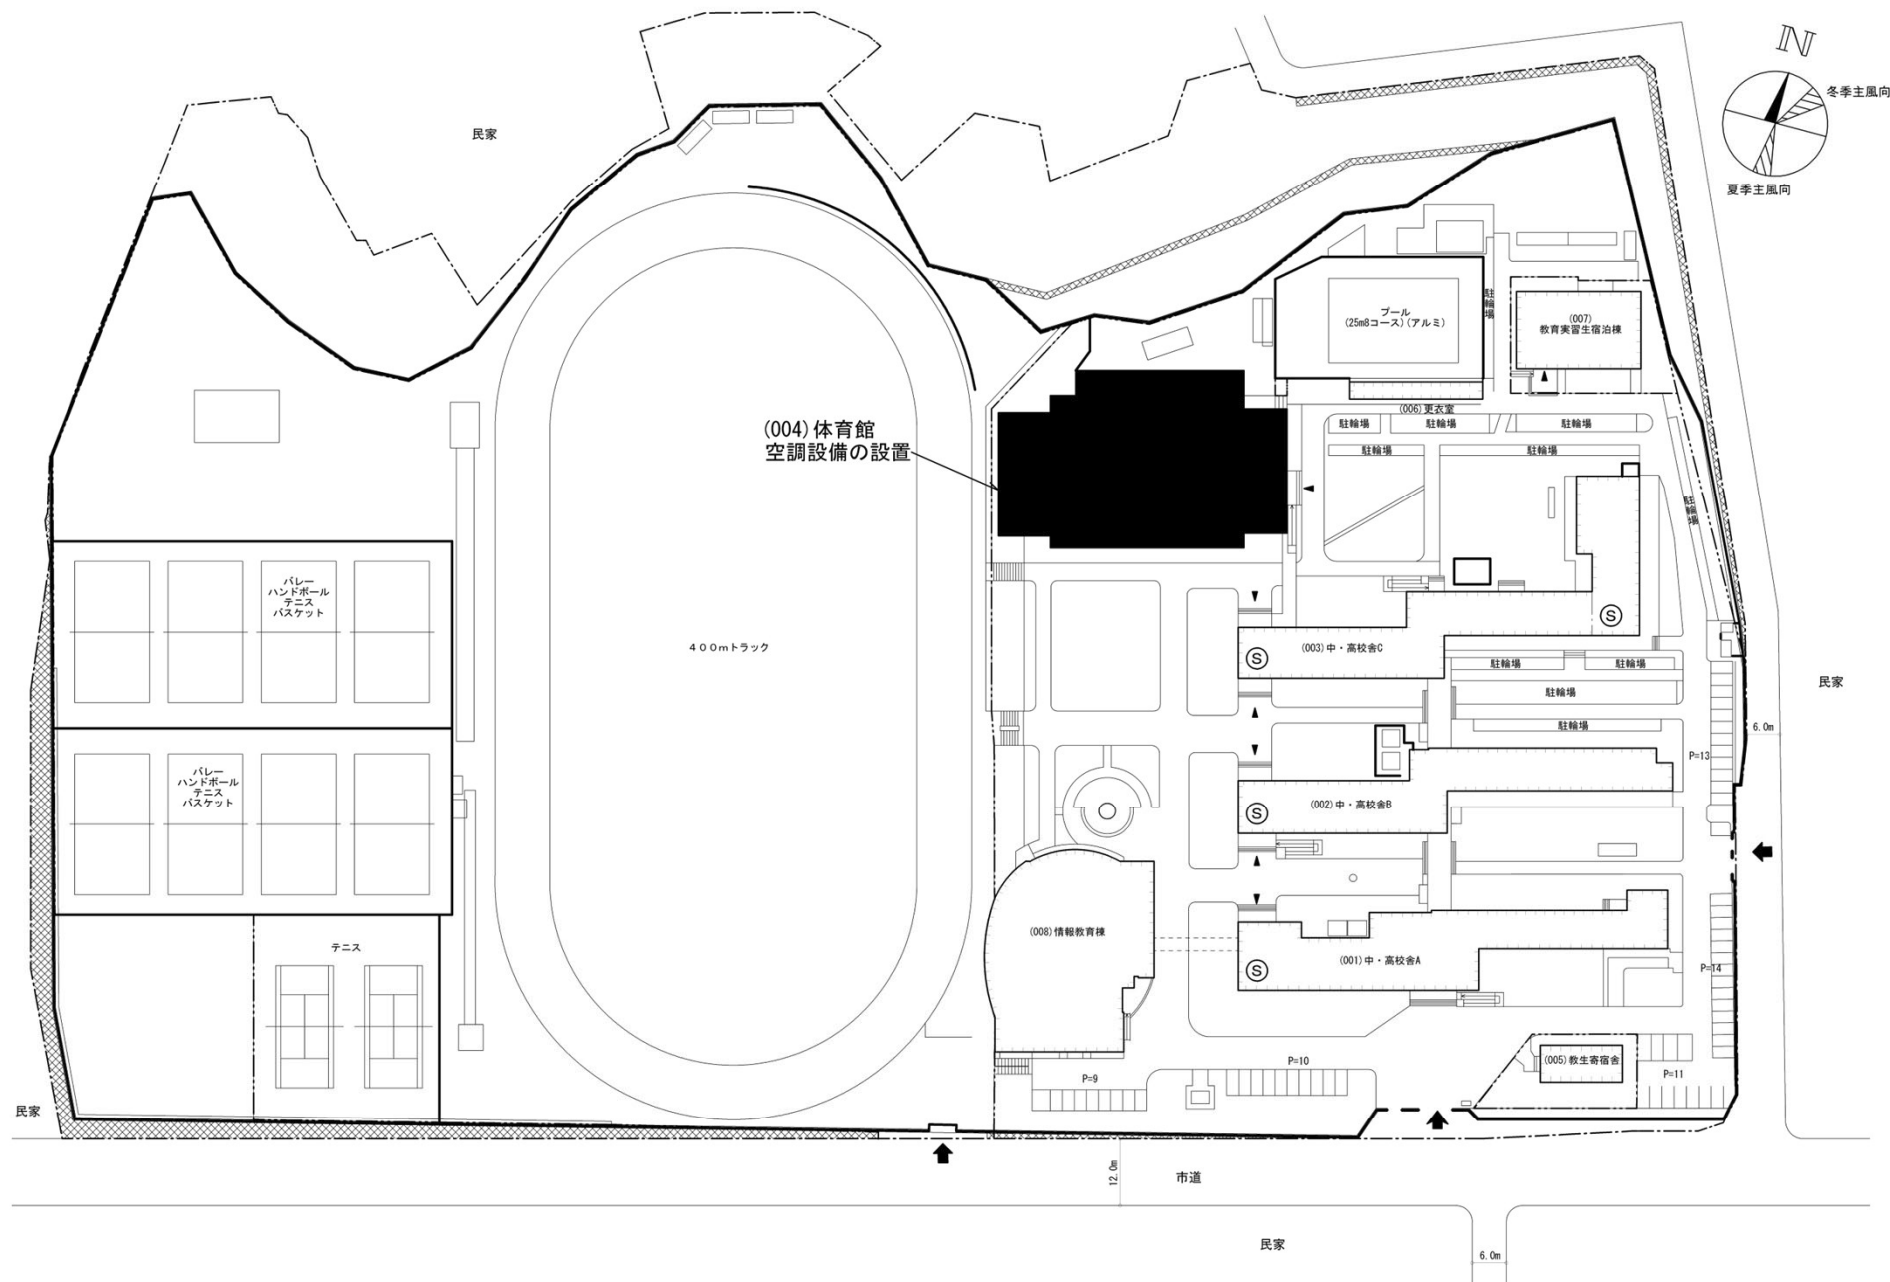 N
冬季主風向
夏季主風向
民家
プール
(25m8コース)(アルミ)
駐輪場
(007)
教育実習生宿泊棟
(006)更衣室
駐輪場
駐輪場
駐輪場
駐輪場
駐輪場
駐輪場
(004)体育館
空調設備の設置
バレー
ハンドボール
テニス
バスケット
400mトラック
S
(003)中・高校舎C
S
駐輪場
駐輪場
駐輪場
駐輪場
民家
6.0m
P=13
バレー
ハンドボール
テニス
バスケット
S
(002)中・高校舎B
テニス
(008)情報教育棟
S
(001)中・高校舎A
P=14
P=9
P=10
(005)教生寄宿舎
P=11
民家
12.0m
市道
民家
6.0m